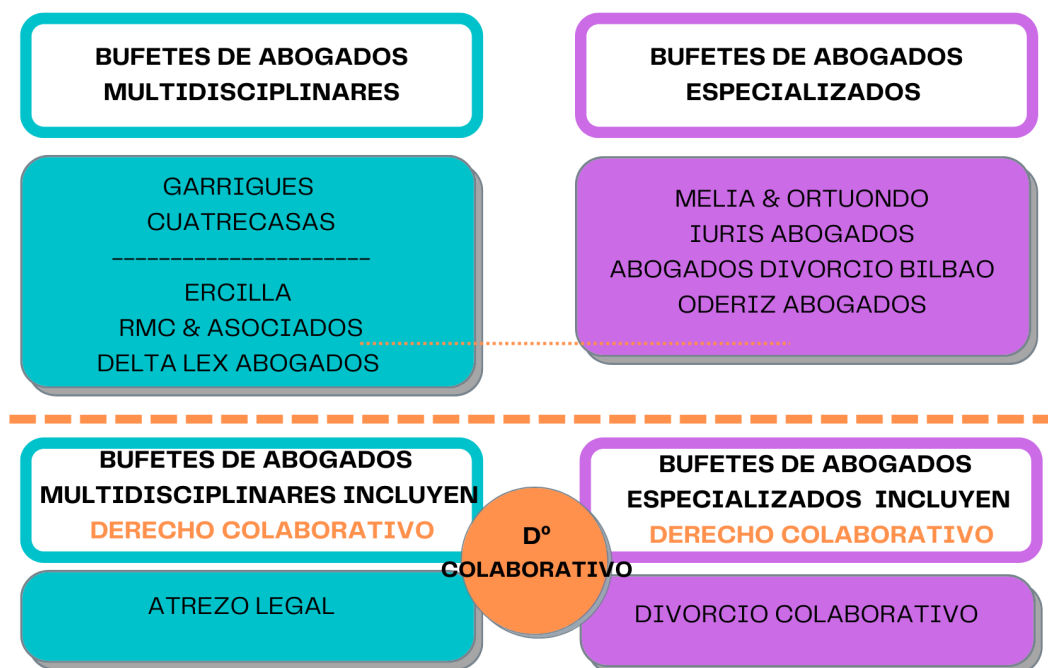 BUFETES DE ABOGADOS
MULTIDISCIPLINARES
GARRIGUES
CUATRECASAS
----------------------
ERCILLA
RMC & ASOCIADOS
DELTA LEX ABOGADOS
BUFETES DE ABOGADOS
ESPECIALIZADOS
MELIA & ORTUONDO
IURIS ABOGADOS
ABOGADOS DIVORCIO BILBAO
ODERIZ ABOGADOS
BUFETES DE ABOGADOS
MULTIDISCIPLINARES INCLUYEN
DERECHO COLABORATIVO
ATREZO LEGAL
Dº
COLABORATIVO
BUFETES DE ABOGADOS
ESPECIALIZADOS INCLUYEN
DERECHO COLABORATIVO
DIVORCIO COLABORATIVO